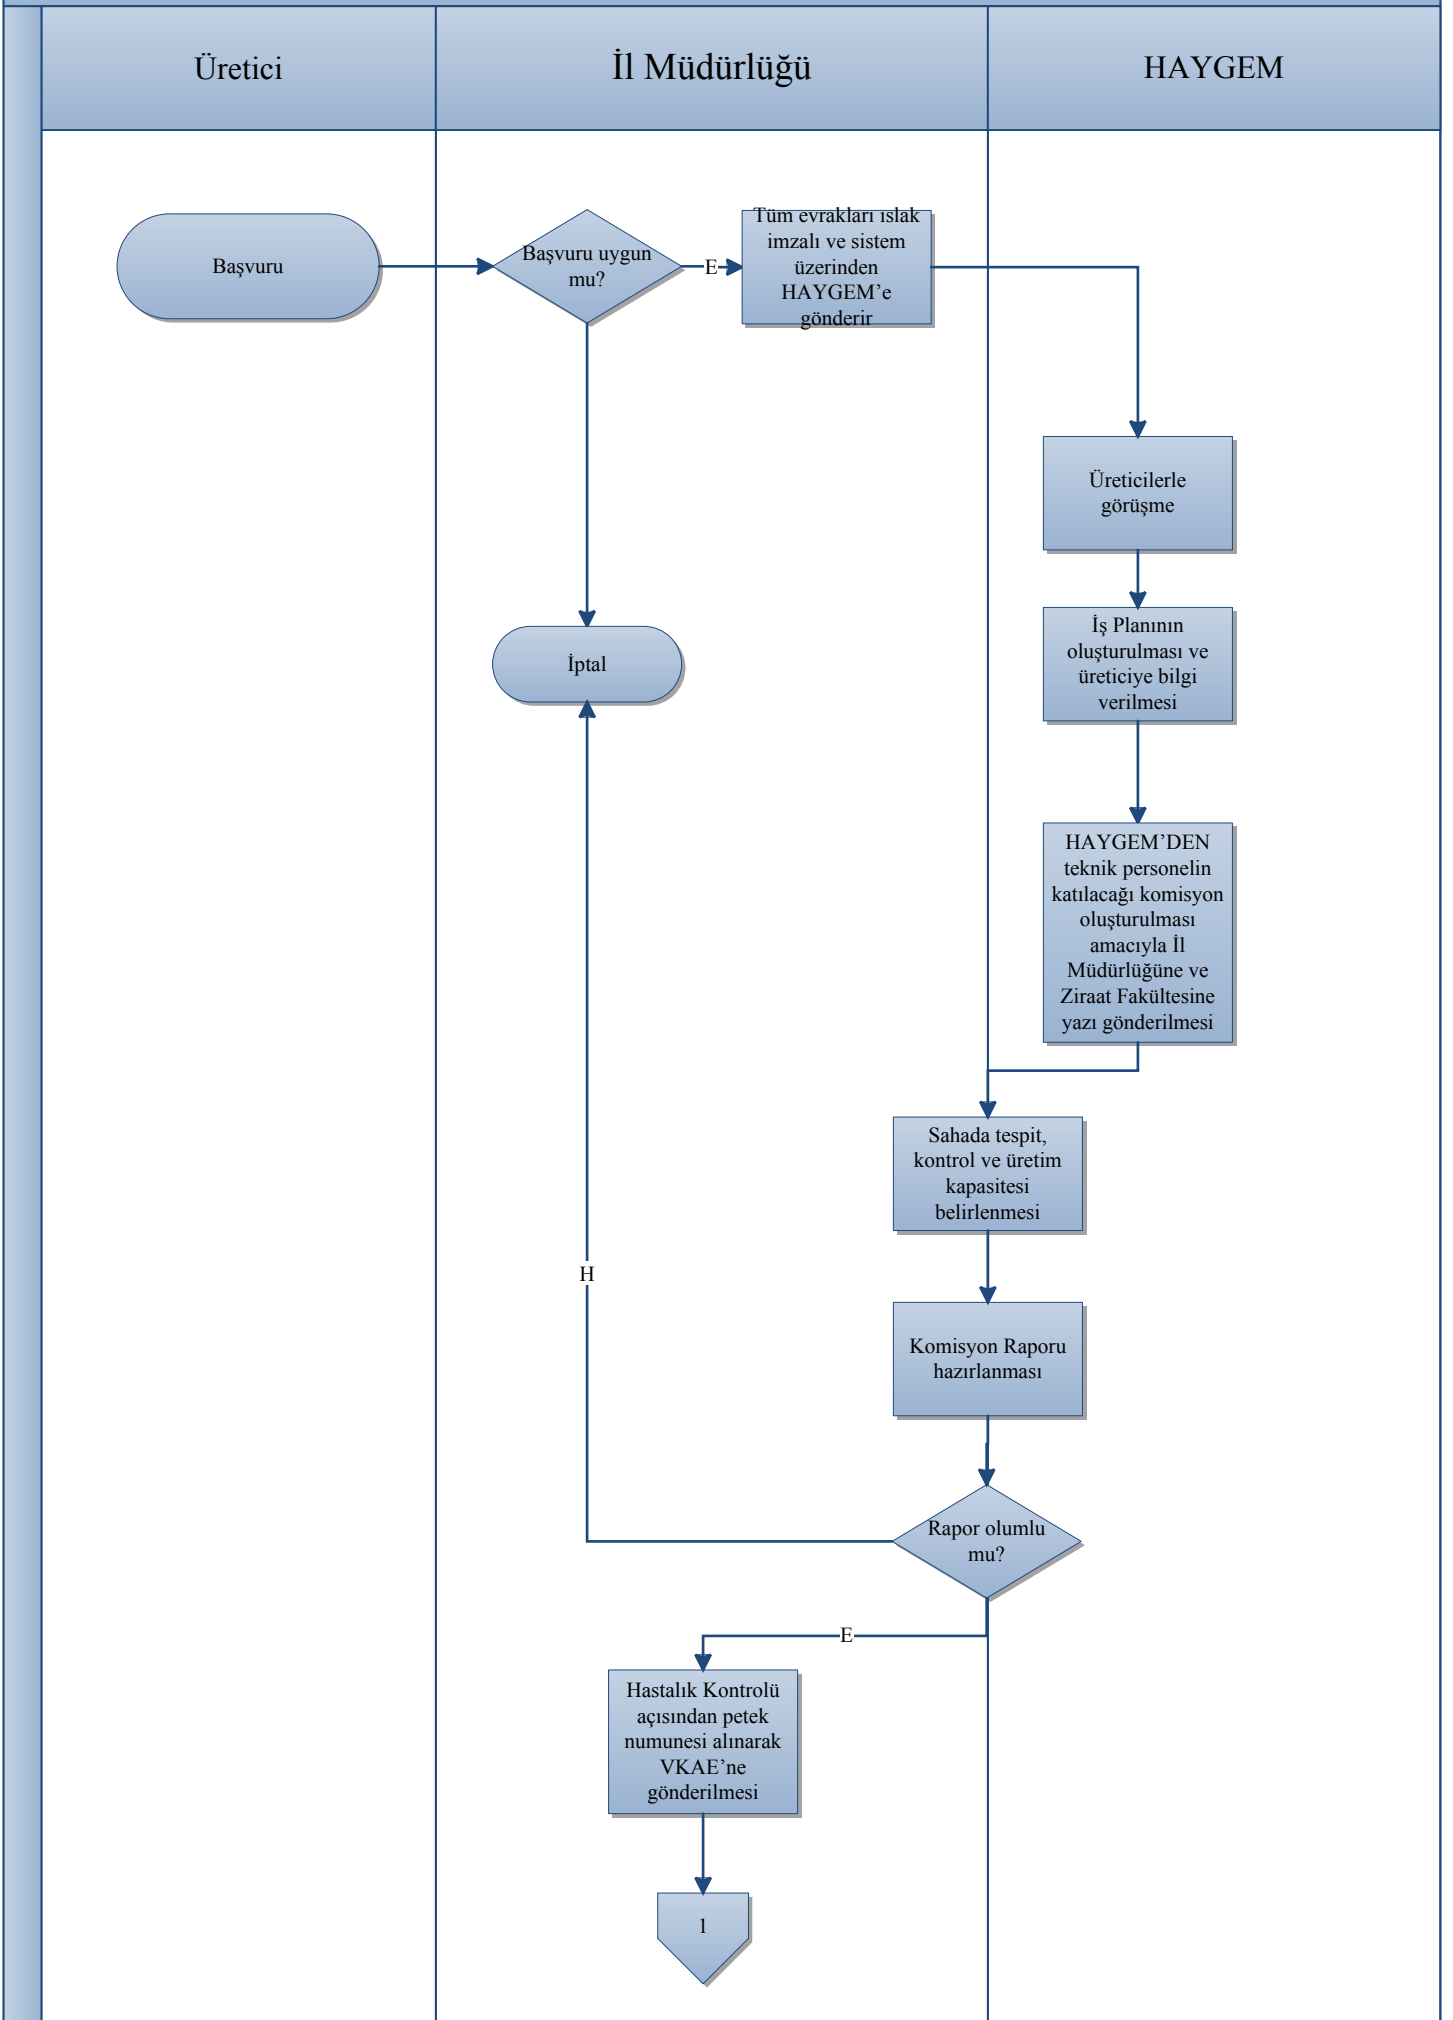 Üretici
İl Müdürlüğü
HAYGEM
Başvuru
Başvuru uygun
mu?
E
Tüm evrakları ıslak
imzalı ve sistem
üzerinden
HAYGEM’e
gönderir
Üreticilerle
görüşme
İş Planının
oluşturulması ve
üreticiye bilgi
verilmesi
İptal
HAYGEM’DEN
teknik personelin
katılacağı komisyon
oluşturulması
amacıyla İl
Müdürlüğüne ve
Ziraat Fakültesine
yazı gönderilmesi
Sahada tespit,
kontrol ve üretim
kapasitesi
belirlenmesi
H
Komisyon Raporu
hazırlanması
Rapor olumlu
mu?
E
Hastalık Kontrolü
açısından petek
numunesi alınarak
VKAE’ne
gönderilmesi
1